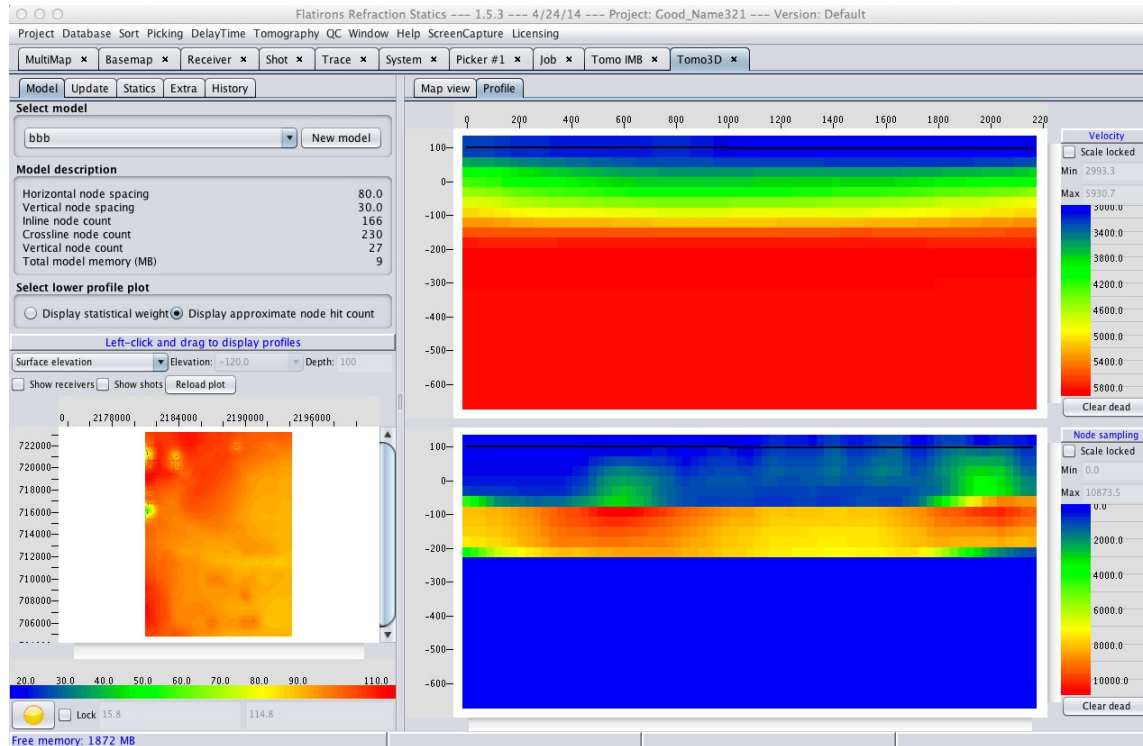 Flatirons Refraction Statics --- 1.5.3 --- 4/24/14 --- Project: Good_Name321 --- Version: Default
Project Database Sort Picking DelayTime Tomography QC Window Help ScreenCapture Licensing
MultiMap × Basemap × Receiver × Shot × Trace × System × Picker #1 × Job × Tomo IMB × Tomo3D ×
Model Update Statics Extra History
Select model
bbb New model
Model description
Horizontal node spacing 80.0
Vertical node spacing 30.0
Inline node count 166
Crossline node count 230
Vertical node count 27
Total model memory (MB) 9
Select lower profile plot
Display statistical weight Display approximate node hit count
Left-click and drag to display profiles
Surface elevation Elevation: -120.0 Depth: 100
Show receivers Show shots Reload plot
0 2178000 2184000 2190000 2196000
722000
720000
718000
716000
714000
712000
710000
708000
706000
20.0 30.0 40.0 50.0 60.0 70.0 80.0 90.0 110.0
Lock 15.8 114.8
Free memory: 1872 MB
Map view Profile
0 200 400 600 800 1000 1200 1400 1600 1800 2000 220
100
0
-100
-200
-300
-400
-500
-600
Velocity
Scale locked
Min 2993.3
Max 5930.7
3000.0
3400.0
3800.0
4200.0
4600.0
5000.0
5400.0
5800.0
Clear dead
100
0
-100
-200
-300
-400
-500
-600
Node sampling
Scale locked
Min 0.0
Max 10873.5
0.0
2000.0
4000.0
6000.0
8000.0
10000.0
Clear dead